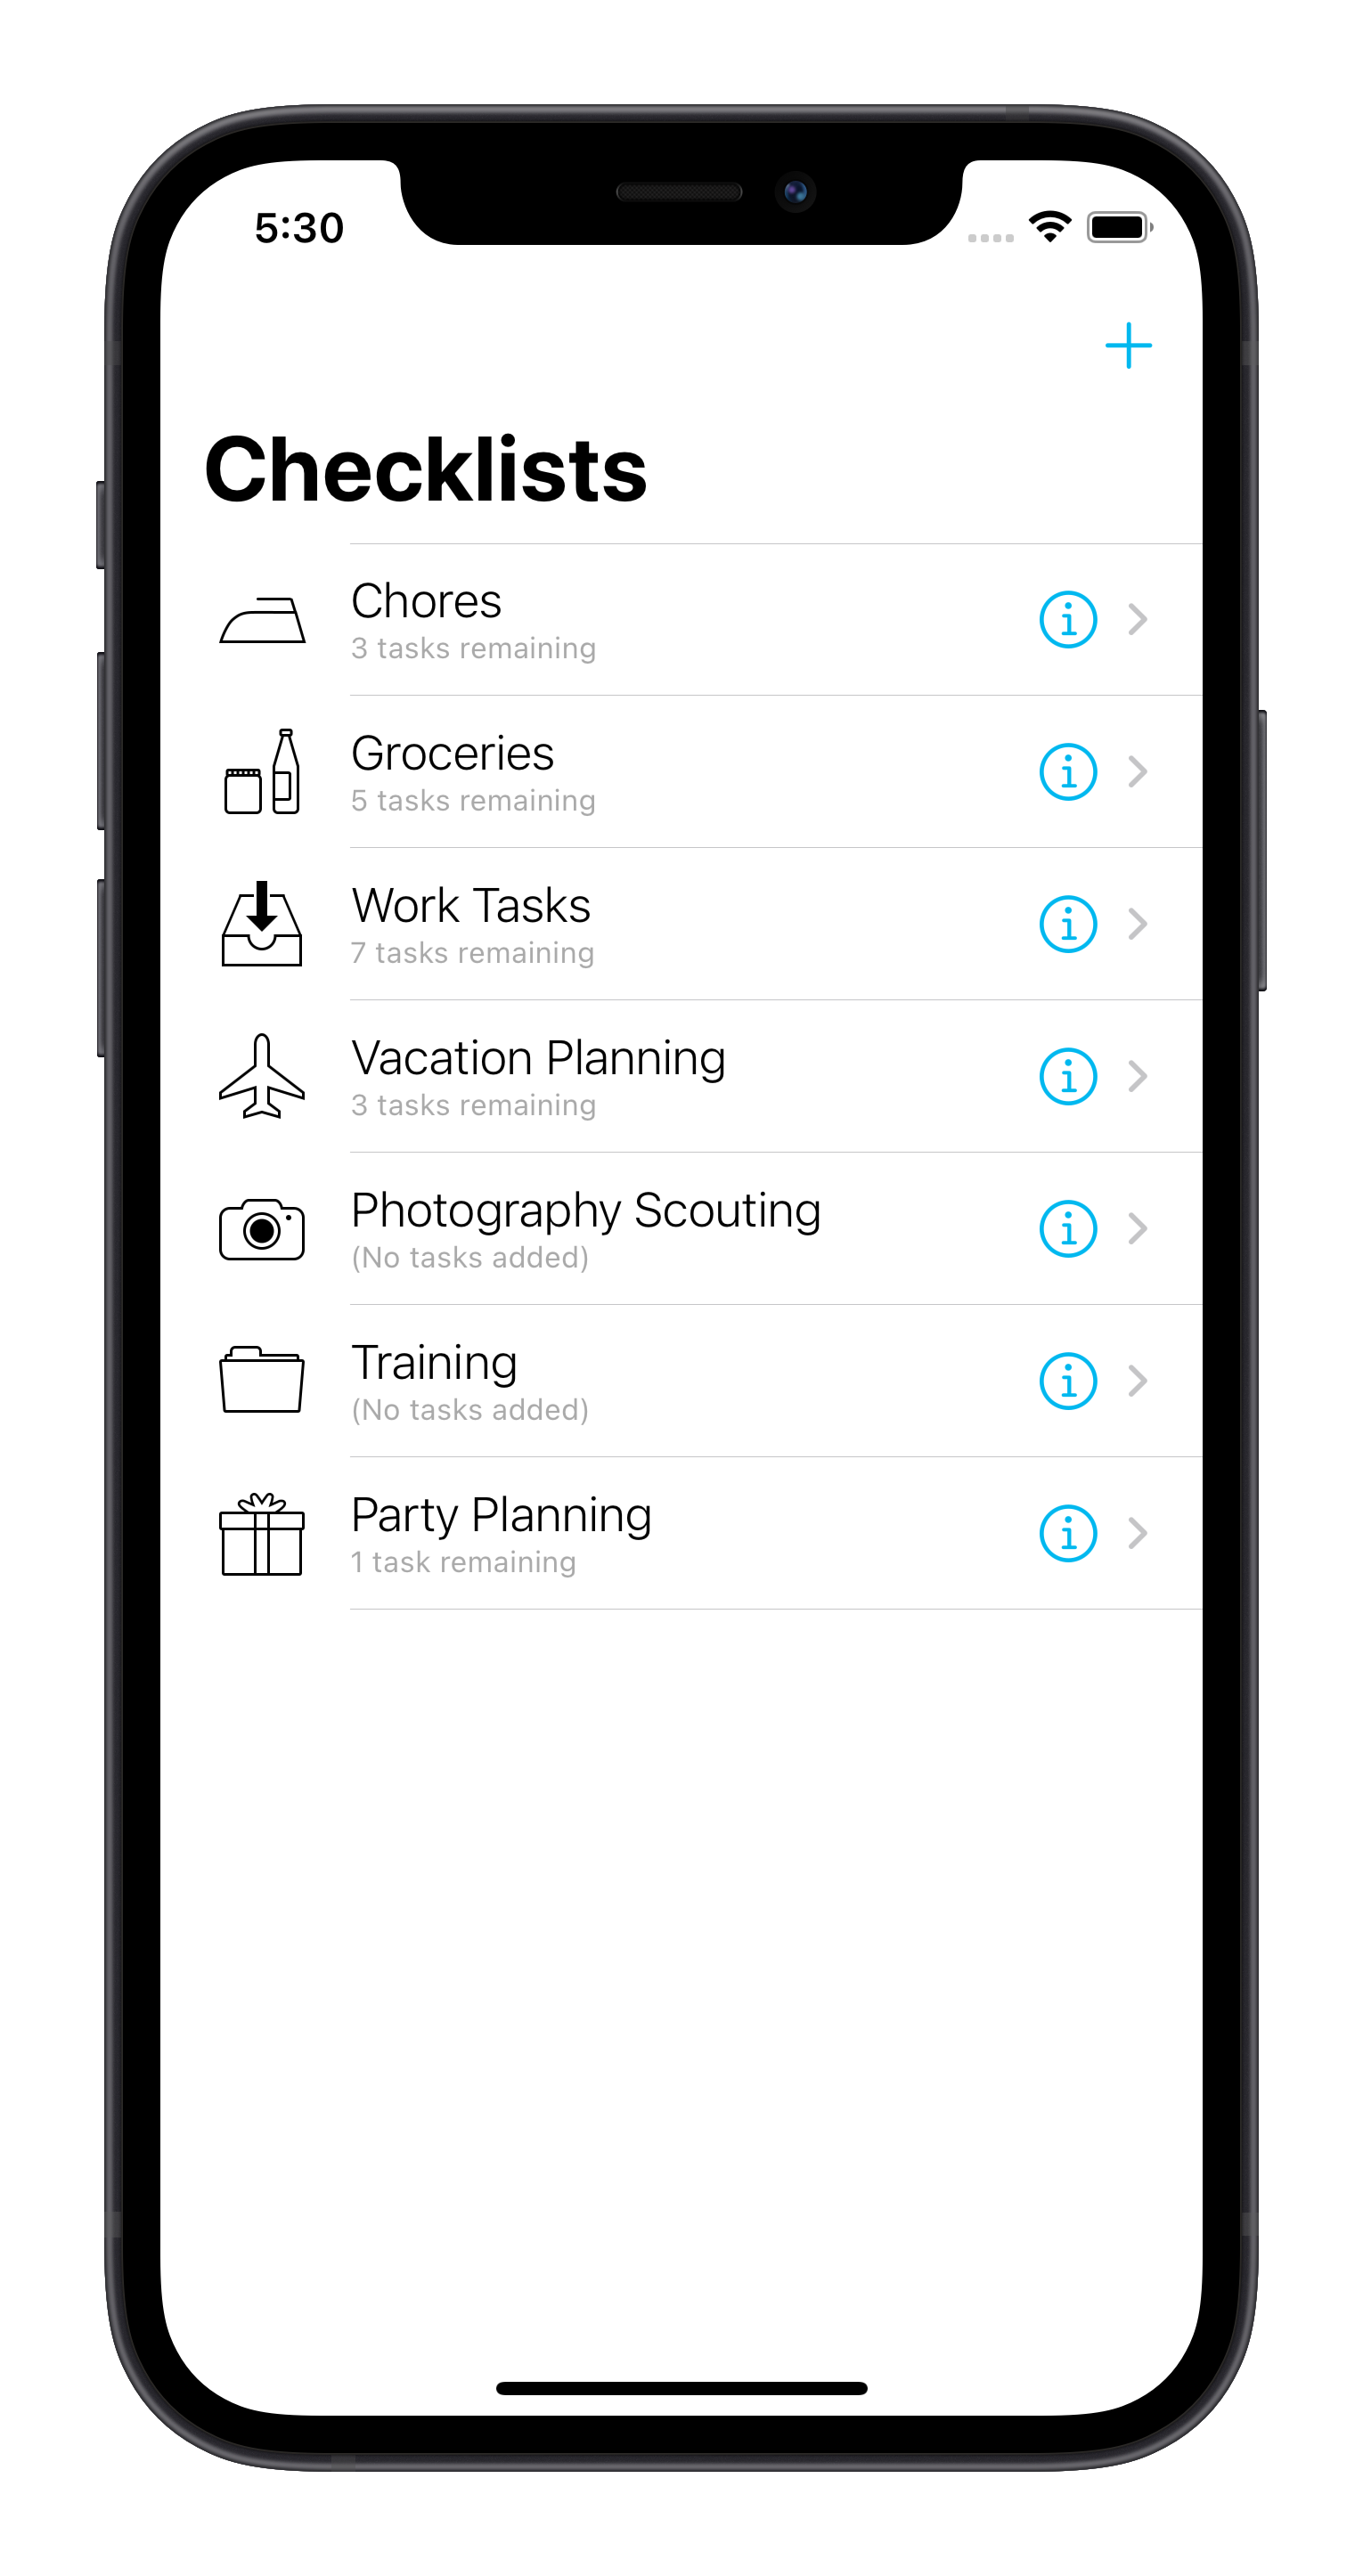 5:30
Checklists
Chores
3 tasks remaining
Groceries
5 tasks remaining
Work Tasks
7 tasks remaining
Vacation Planning
3 tasks remaining
Photography Scouting
(No tasks added)
Training
(No tasks added)
Party Planning
1 task remaining